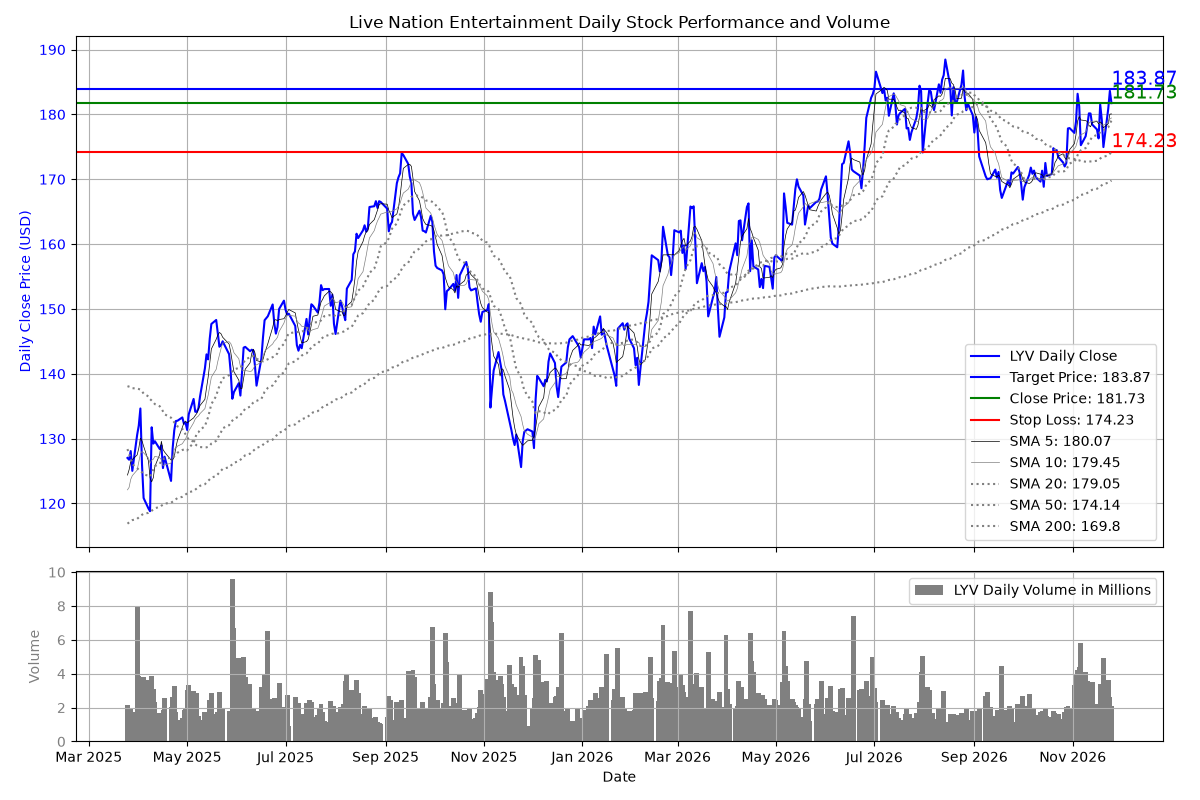 Live Nation Entertainment Daily Stock Performance and Volume
Daily Close Price (USD)
190
180
170
160
150
140
130
120
183.87
181.73
174.23
LYV Daily Close
Target Price: 183.87
Close Price: 181.73
Stop Loss: 174.23
SMA 5: 180.07
SMA 10: 179.45
SMA 20: 179.05
SMA 50: 174.14
SMA 200: 169.8
Volume
10
8
6
4
2
0
LYV Daily Volume in Millions
Mar 2025 May 2025 Jul 2025 Sep 2025 Nov 2025 Jan 2026 Mar 2026 May 2026 Jul 2026 Sep 2026 Nov 2026
Date